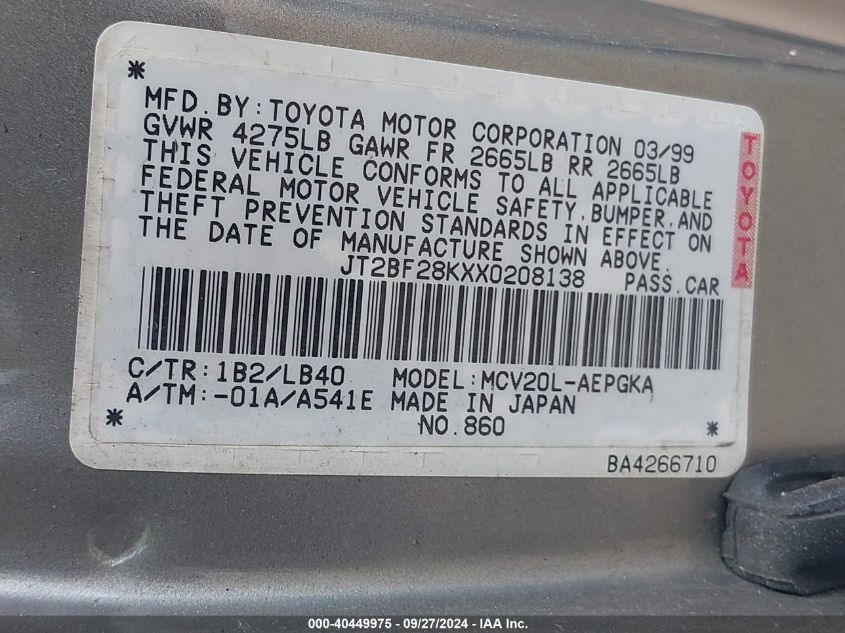 *
MFD. BY: TOYOTA MOTOR CORPORATION 03/99
GVWR 4275LB GAWR FR 2665LB RR 2665LB
THIS VEHICLE CONFORMS TO ALL APPLICABLE
FEDERAL MOTOR VEHICLE SAFETY, BUMPER, AND
THEFT PREVENTION STANDARDS IN EFFECT ON
THE DATE OF MANUFACTURE SHOWN ABOVE.
JT2BF28KXX0208138 PASS. CAR
TOYOTA
C/TR: 1B2/LB40 MODEL: MCV20L-AEPGKA
A/TM: -01A/A541E MADE IN JAPAN
* NO. 860 *
BA4266710
000-40449975 - 09/27/2024 - www.iaai.com